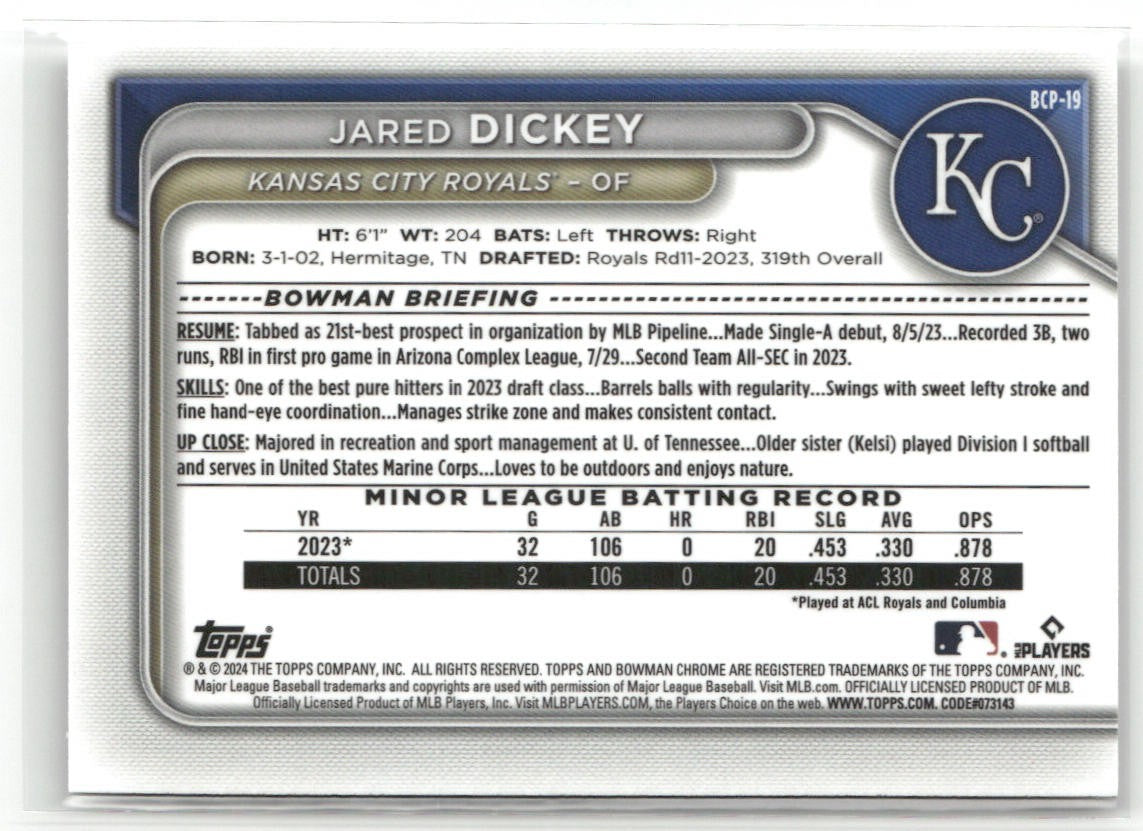 BCP-19
JARED DICKEY
KC®
KANSAS CITY ROYALS® – OF
HT: 6'1" WT: 204 BATS: Left THROWS: Right
BORN: 3-1-02, Hermitage, TN DRAFTED: Royals Rd11-2023, 319th Overall
-------BOWMAN BRIEFING --------------------------------------------------
RESUME: Tabbed as 21st-best prospect in organization by MLB Pipeline...Made Single-A debut, 8/5/23...Recorded 3B, two
runs, RBI in first pro game in Arizona Complex League, 7/29...Second Team All-SEC in 2023.
SKILLS: One of the best pure hitters in 2023 draft class...Barrels balls with regularity...Swings with sweet lefty stroke and
fine hand-eye coordination...Manages strike zone and makes consistent contact.
UP CLOSE: Majored in recreation and sport management at U. of Tennessee...Older sister (Kelsi) played Division I softball
and serves in United States Marine Corps...Loves to be outdoors and enjoys nature.
MINOR LEAGUE BATTING RECORD
YR G AB HR RBI SLG AVG OPS
2023* 32 106 0 20 .453 .330 .878
TOTALS 32 106 0 20 .453 .330 .878
*Played at ACL Royals and Columbia
topps® MLB PLAYERS
® & © 2024 THE TOPPS COMPANY, INC. ALL RIGHTS RESERVED. TOPPS AND BOWMAN CHROME ARE REGISTERED TRADEMARKS OF THE TOPPS COMPANY, INC.
Major League Baseball trademarks and copyrights are used with permission of Major League Baseball. Visit MLB.com. OFFICIALLY LICENSED PRODUCT OF MLB.
Officially Licensed Product of MLB Players, Inc. Visit MLBPLAYERS.COM, the Players Choice on the web. WWW.TOPPS.COM. CODE#073143